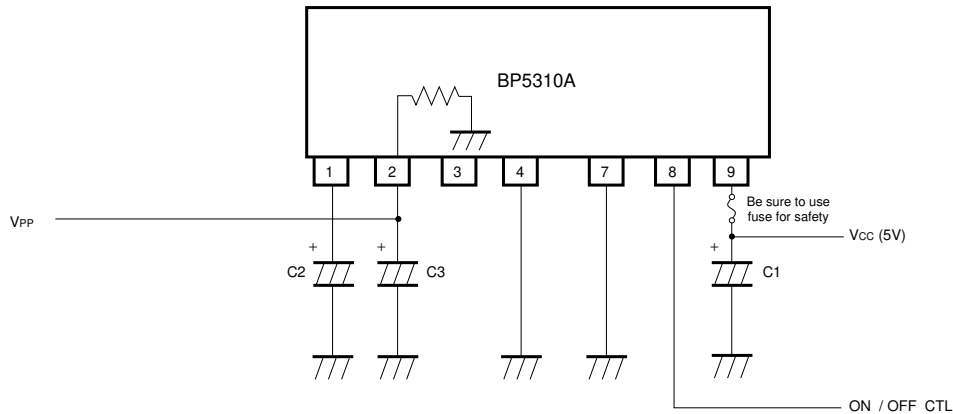 BP5310A
1 2 3 4 7 8 9
Be sure to use
fuse for safety
VPP
VCC (5V)
+ + +
C2 C3 C1
ON / OFF CTL